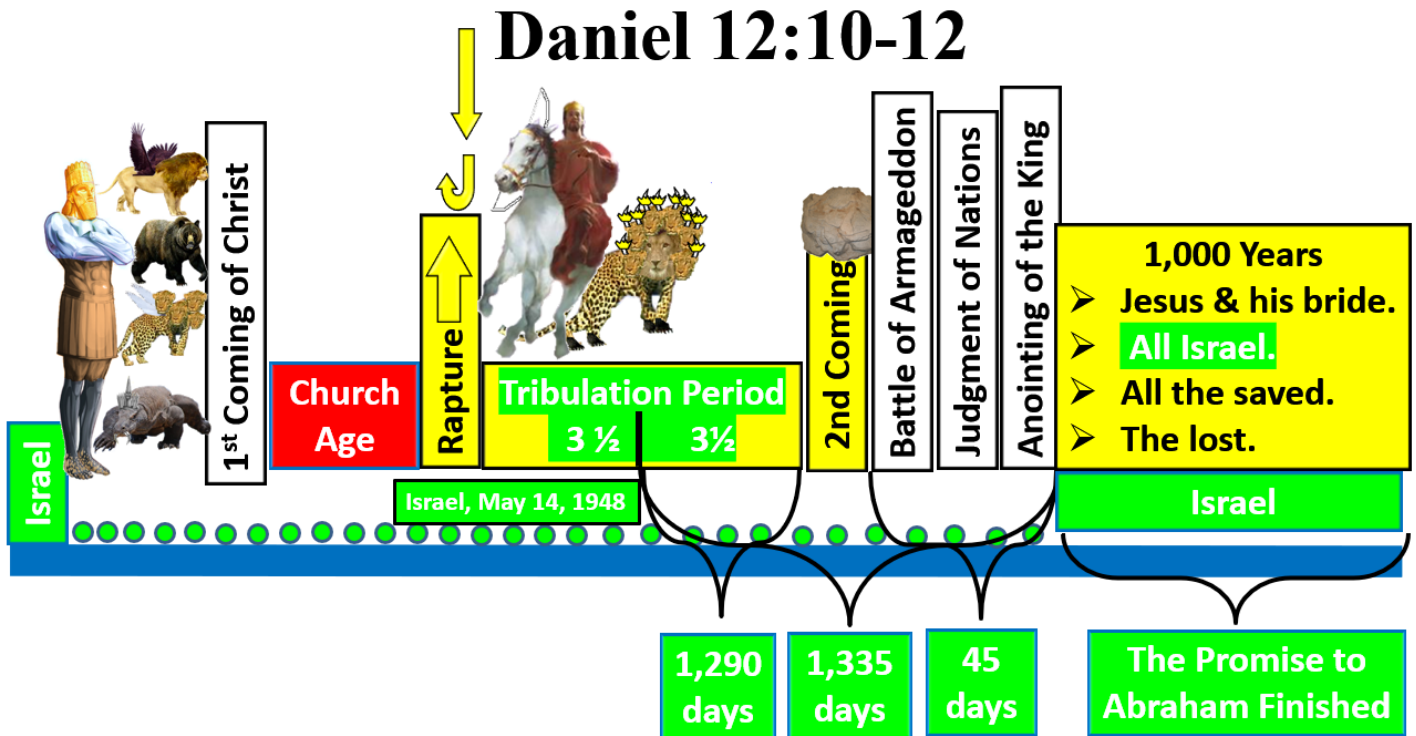 Daniel 12:10-12
Israel
1st Coming of Christ
Church
Age
Rapture
Tribulation Period
3 ½ 3½
Israel, May 14, 1948
2nd Coming
Battle of Armageddon
Judgment of Nations
Anointing of the King
1,000 Years
➢ Jesus & his bride.
➢ All Israel.
➢ All the saved.
➢ The lost.
Israel
1,290
days
1,335
days
45
days
The Promise to
Abraham Finished